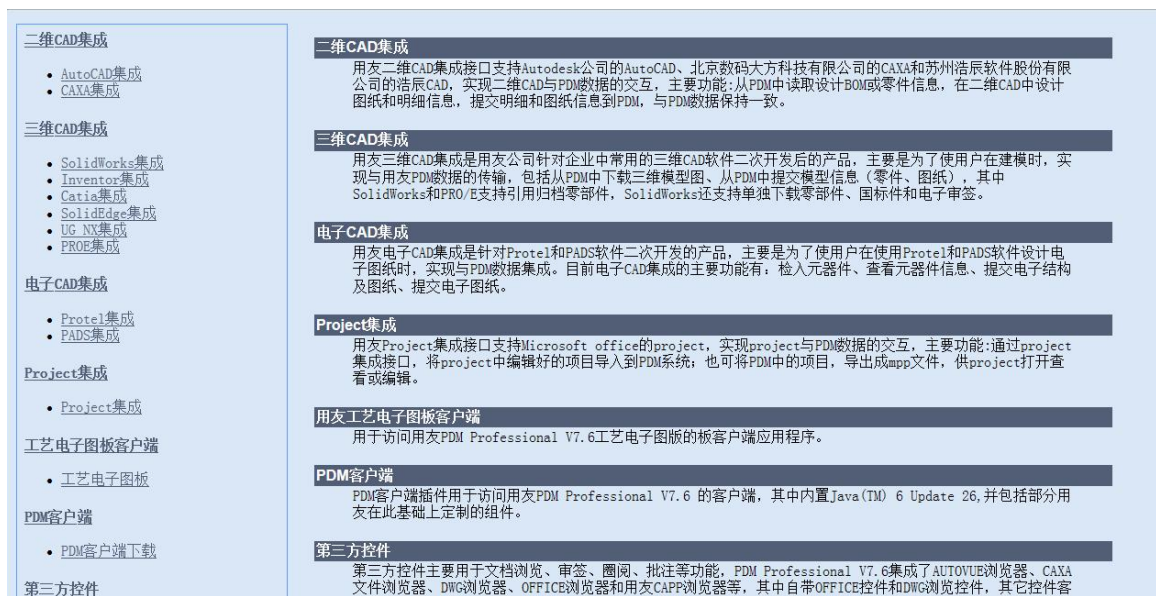 二维CAD集成
AutoCAD集成
CAXA集成
三维CAD集成
SolidWorks集成
Inventor集成
Catia集成
SolidEdge集成
UG NX集成
PROE集成
电子CAD集成
Protel集成
PADS集成
Project集成
Project集成
工艺电子图板客户端
工艺电子图板
PDM客户端
PDM客户端下载
第三方控件
二维CAD集成
用友二维CAD集成接口支持Autodesk公司的AutoCAD、北京数码大方科技有限公司的CAXA和苏州浩辰软件股份有限
公司的浩辰CAD，实现二维CAD与PDM数据的交互，主要功能:从PDM中读取设计BOM或零件信息，在二维CAD中设计
图纸和明细信息，提交明细和图纸信息到PDM，与PDM数据保持一致。
三维CAD集成
用友三维CAD集成是用友公司针对企业中常用的三维CAD软件二次开发后的产品，主要是为了使用户在建模时，实
现与用友PDM数据的传输，包括从PDM中下载三维模型图、从PDM中提交模型信息（零件、图纸），其中
SolidWorks和PRO/E支持引用归档零部件，SolidWorks还支持单独下载零部件、国标件和电子审签。
电子CAD集成
用友电子CAD集成是针对Protel和PADS软件二次开发的产品，主要是为了使用户在使用Protel和PADS软件设计电
子图纸时，实现与PDM数据集成。目前电子CAD集成的主要功能有：检入元器件、查看元器件信息、提交电子结构
及图纸、提交电子图纸。
Project集成
用友Project集成接口支持Microsoft office的project，实现project与PDM数据的交互，主要功能:通过project
集成接口，将project中编辑好的项目导入到PDM系统；也可将PDM中的项目，导出成mpp文件，供project打开查
看或编辑。
用友工艺电子图板客户端
用于访问用友PDM Professional V7.6工艺电子图版的板客户端应用程序。
PDM客户端
PDM客户端插件用于访问用友PDM Professional V7.6 的客户端，其中内置Java(TM) 6 Update 26,并包括部分用
友在此基础上定制的组件。
第三方控件
第三方控件主要用于文档浏览、审签、圈阅、批注等功能，PDM Professional V7.6集成了AUTOVUE浏览器、CAXA
文件浏览器、DWG浏览器、OFFICE浏览器和用友CAPP浏览器等，其中自带OFFICE控件和DWG浏览控件，其它控件客